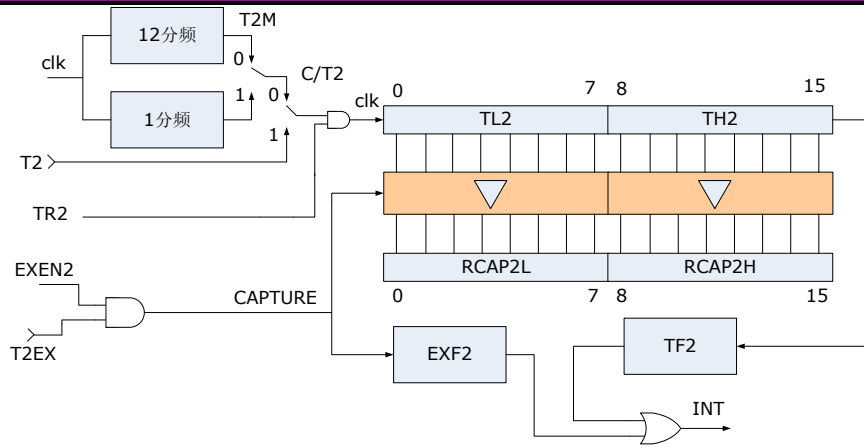 T2M
12分频
0
clk
C/T2
1
0
1分频
1
clk
0
7
8
15
TL2
TH2
T2
TR2
EXEN2
CAPTURE
T2EX
RCAP2L
RCAP2H
0
7
8
15
EXF2
TF2
INT